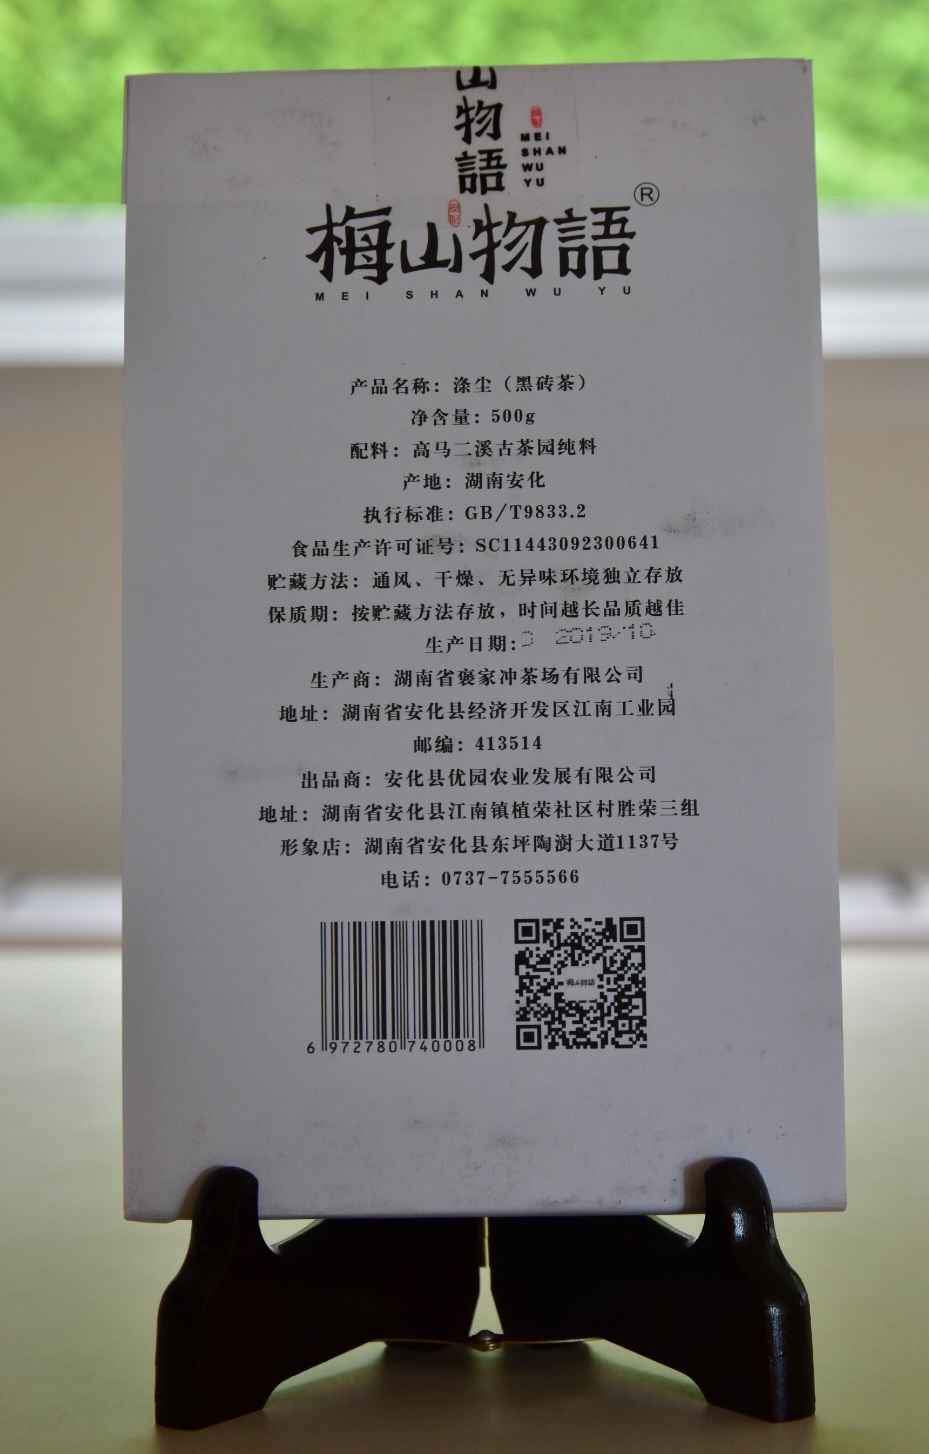 山
物
語
MEI
SHAN
WU
YU
梅山物語®
MEI SHAN WU YU
产品名称：涤尘（黑砖茶）
净含量：500g
配料：高马二溪古茶园纯料
产地：湖南安化
执行标准：GB/T9833.2
食品生产许可证号：SC11443092300641
贮藏方法：通风、干燥、无异味环境独立存放
保质期：按贮藏方法存放，时间越长品质越佳
生产日期：2019/10
生产商：湖南省褒家冲茶场有限公司
地址：湖南省安化县经济开发区江南工业园
邮编：413514
出品商：安化县优园农业发展有限公司
地址：湖南省安化县江南镇植荣社区村胜荣三组
形象店：湖南省安化县东坪陶澍大道1137号
电话：0737-7555566
6 972780 740008
梅山物語